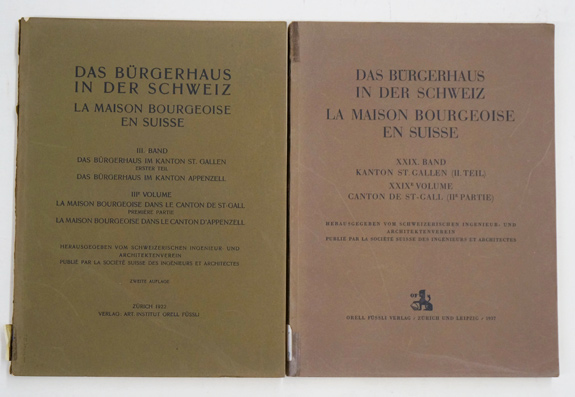 DAS BÜRGERHAUS
IN DER SCHWEIZ
LA MAISON BOURGEOISE
EN SUISSE
III. BAND
DAS BÜRGERHAUS IM KANTON ST. GALLEN
ERSTER TEIL
DAS BÜRGERHAUS IM KANTON APPENZELL
IIIᵉ VOLUME
LA MAISON BOURGEOISE DANS LE CANTON DE ST-GALL
PREMIÈRE PARTIE
LA MAISON BOURGEOISE DANS LE CANTON D'APPENZELL
HERAUSGEGEBEN VOM SCHWEIZERISCHEN INGENIEUR- UND
ARCHITEKTENVEREIN
PUBLIÉ PAR LA SOCIÉTÉ SUISSE DES INGÉNIEURS ET ARCHITECTES
ZWEITE AUFLAGE
ZÜRICH
VERLAG: ART. INSTITUT ORELL FÜSSLI
DAS BÜRGERHAUS
IN DER SCHWEIZ
LA MAISON BOURGEOISE
EN SUISSE
XXIX. BAND
KANTON ST GALLEN (II. TEIL)
XXIXᵉ VOLUME
CANTON DE ST-GALL (IIᵉ PARTIE)
HERAUSGEGEBEN VOM SCHWEIZERISCHEN INGENIEUR- UND
ARCHITEKTENVEREIN
PUBLIÉ PAR LA SOCIÉTÉ SUISSE DES INGÉNIEURS ET ARCHITECTES
OF
ORELL FÜSSLI VERLAG · ZÜRICH UND LEIPZIG · 1937